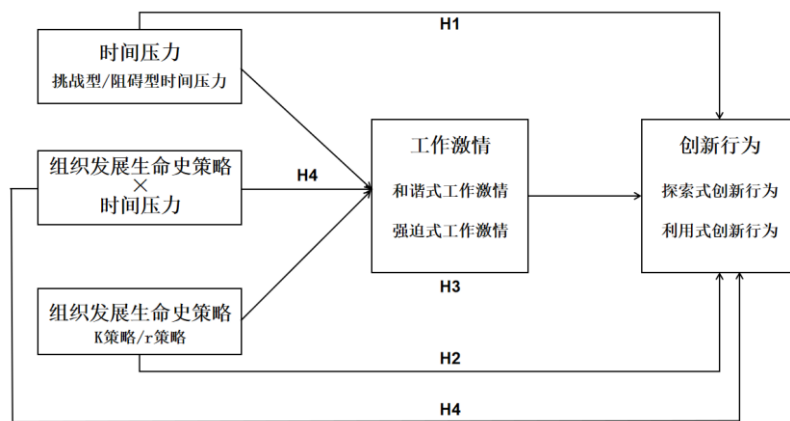 H1
时间压力
挑战型/阻碍型时间压力
组织发展生命史策略
×
时间压力
H4
工作激情
和谐式工作激情
强迫式工作激情
创新行为
探索式创新行为
利用式创新行为
H3
组织发展生命史策略
K策略/r策略
H2
H4